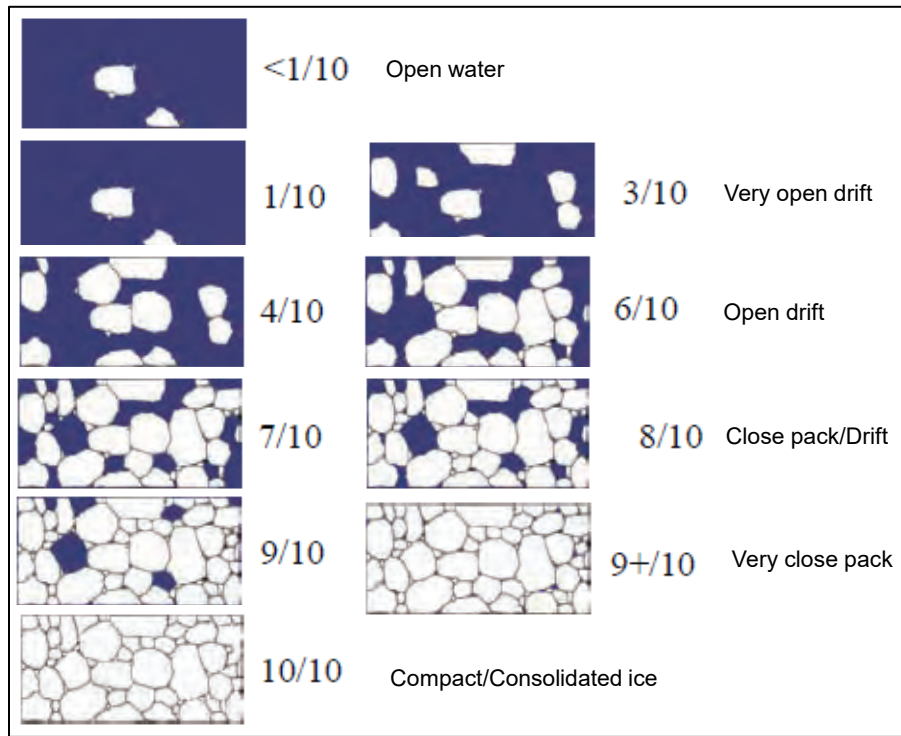 <1/10 Open water
1/10 3/10 Very open drift
4/10 6/10 Open drift
7/10 8/10 Close pack/Drift
9/10 9+/10 Very close pack
10/10 Compact/Consolidated ice